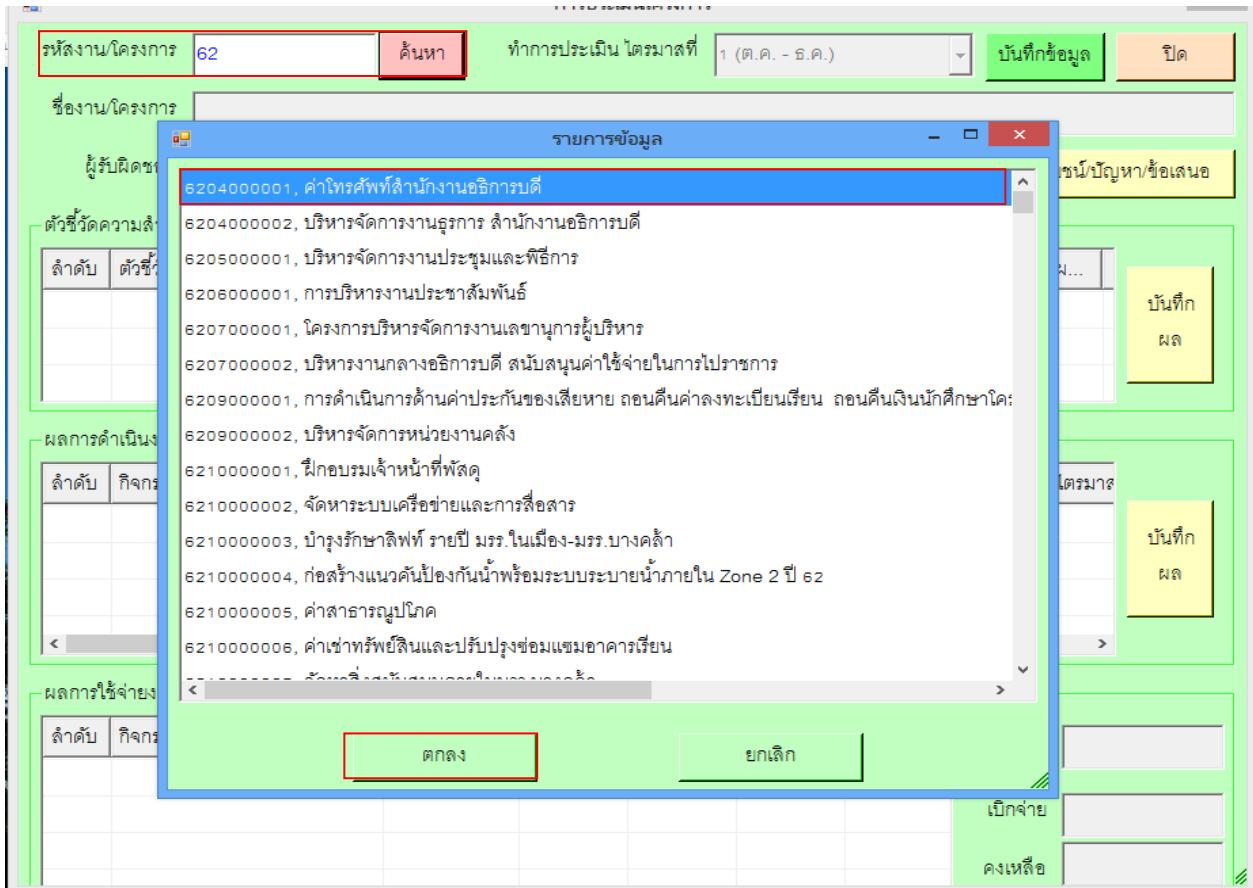 การประเมินโครงการ
รหัสงาน/โครงการ 62 ค้นหา ทำการประเมิน ไตรมาสที่ 1 (ต.ค. - ธ.ค.) บันทึกข้อมูล ปิด
ชื่องาน/โครงการ
รายการข้อมูล
ผู้รับผิดช
ชน์/ปัญหา/ข้อเสนอ
6204000001, ค่าโทรศัพท์สำนักงานอธิการบดี
6204000002, บริหารจัดการงานธุรการ สำนักงานอธิการบดี
ตัวชี้วัดความสำ
6205000001, บริหารจัดการงานประชุมและพิธีการ
ลำดับ ตัวชี้ว ผ...
6206000001, การบริหารงานประชาสัมพันธ์
บันทึก
ผล
6207000001, โครงการบริหารจัดการงานเลขานุการผู้บริหาร
6207000002, บริหารงานกลางอธิการบดี สนับสนุนค่าใช้จ่ายในการไปราชการ
6209000001, การดำเนินการด้านค่าประกันของเสียหาย ถอนคืนค่าลงทะเบียนเรียน ถอนคืนเงินนักศึกษาโคร
ผลการดำเนินง
6209000002, บริหารจัดการหน่วยงานคลัง
6210000001, ฝึกอบรมเจ้าหน้าที่พัสดุ
ลำดับ กิจกร ไตรมาส
6210000002, จัดหาระบบเครือข่ายและการสื่อสาร
6210000003, บำรุงรักษาลิฟท์ รายปี มรร.ในเมือง-มรร.บางคล้า
บันทึก
ผล
6210000004, ก่อสร้างแนวคันป้องกันน้ำพร้อมระบบระบายน้ำภายใน Zone 2 ปี 62
6210000005, ค่าสาธารณูปโภค
6210000006, ค่าเช่าทรัพย์สินและปรับปรุงซ่อมแซมอาคารเรียน
ผลการใช้จ่ายง
ลำดับ กิจกร
ตกลง ยกเลิก
เบิกจ่าย
คงเหลือ